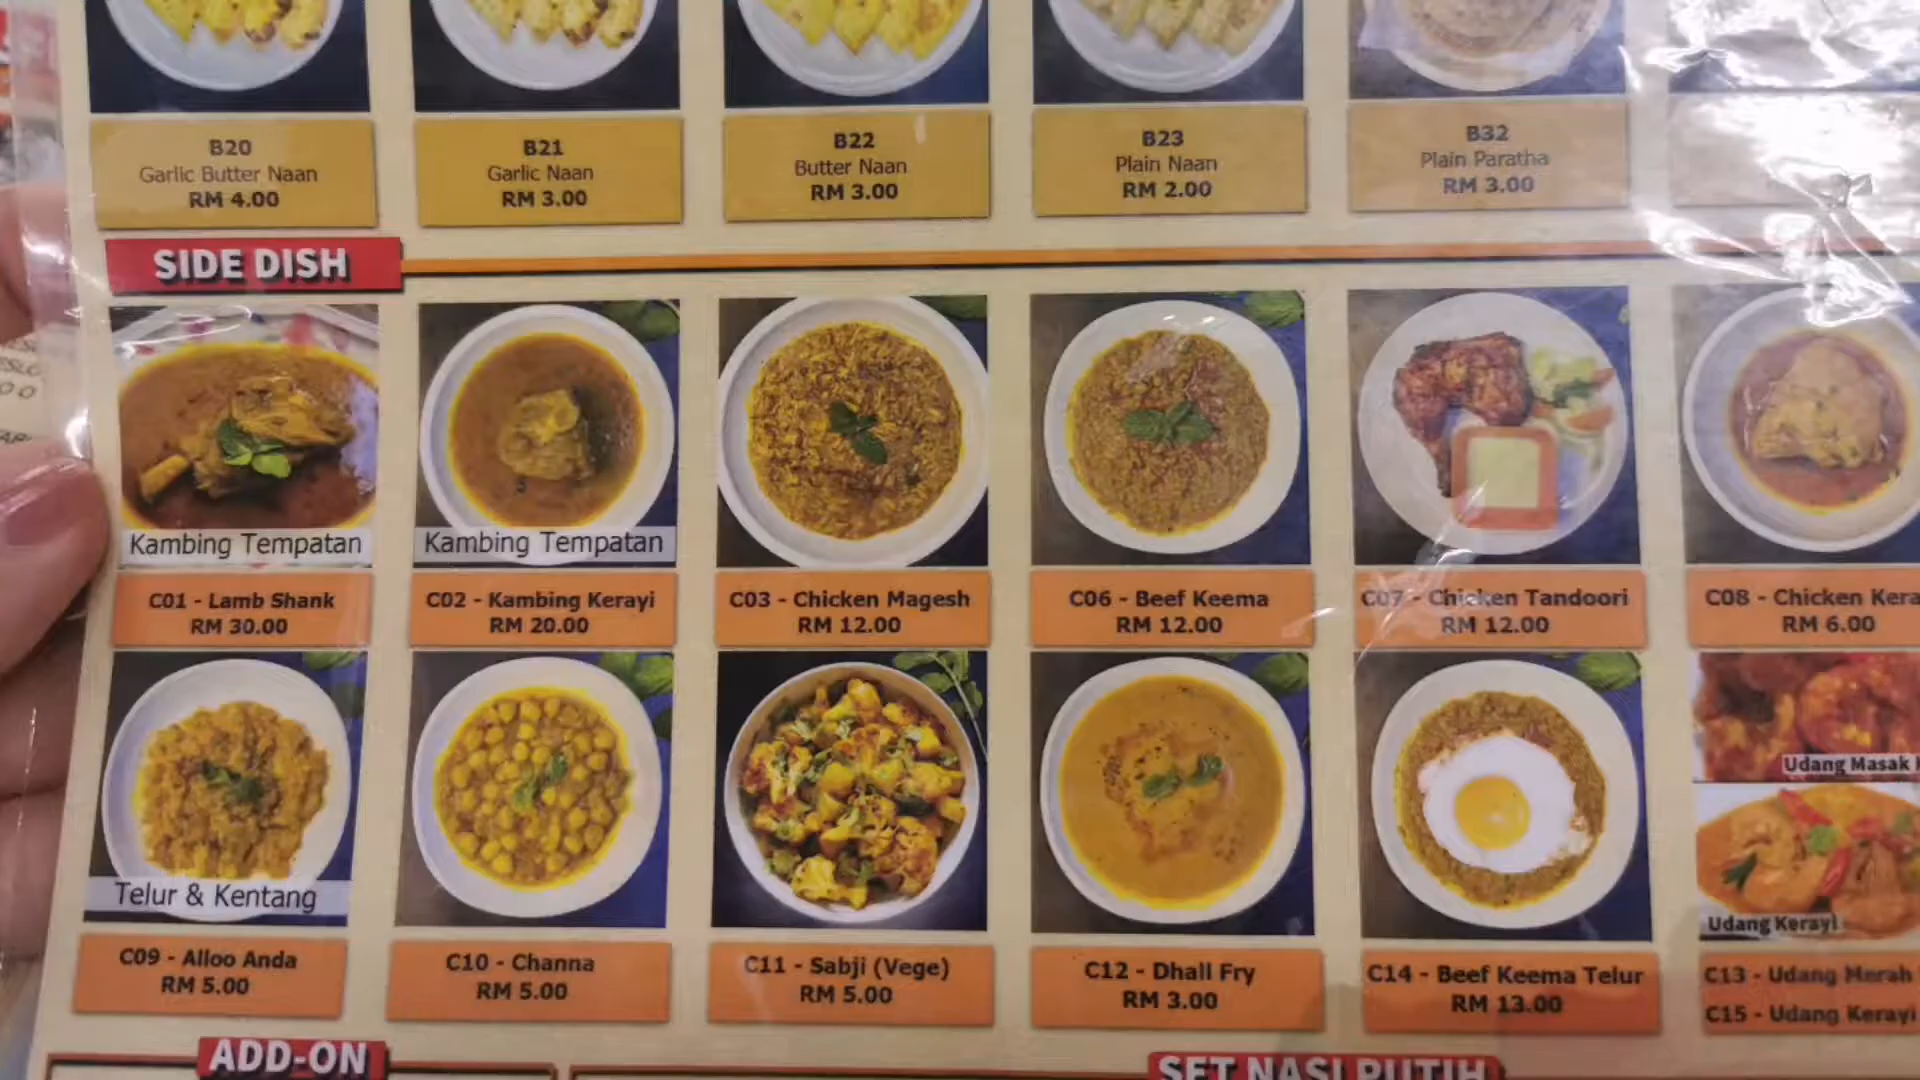 B20
Garlic Butter Naan
RM 4.00
B21
Garlic Naan
RM 3.00
B22
Butter Naan
RM 3.00
B23
Plain Naan
RM 2.00
B32
Plain Paratha
RM 3.00
SIDE DISH
Kambing Tempatan
C01 - Lamb Shank
RM 30.00
Kambing Tempatan
C02 - Kambing Kerayi
RM 20.00
C03 - Chicken Magesh
RM 12.00
C06 - Beef Keema
RM 12.00
C07 - Chicken Tandoori
RM 12.00
C08 - Chicken Kera
RM 6.00
Telur & Kentang
C09 - Alloo Anda
RM 5.00
C10 - Channa
RM 5.00
C11 - Sabji (Vege)
RM 5.00
C12 - Dhall Fry
RM 3.00
C14 - Beef Keema Telur
RM 13.00
Udang Masak
Udang Kerayi
C13 - Udang Merah
C15 - Udang Kerayi
ADD-ON
SET NASI PUTIH